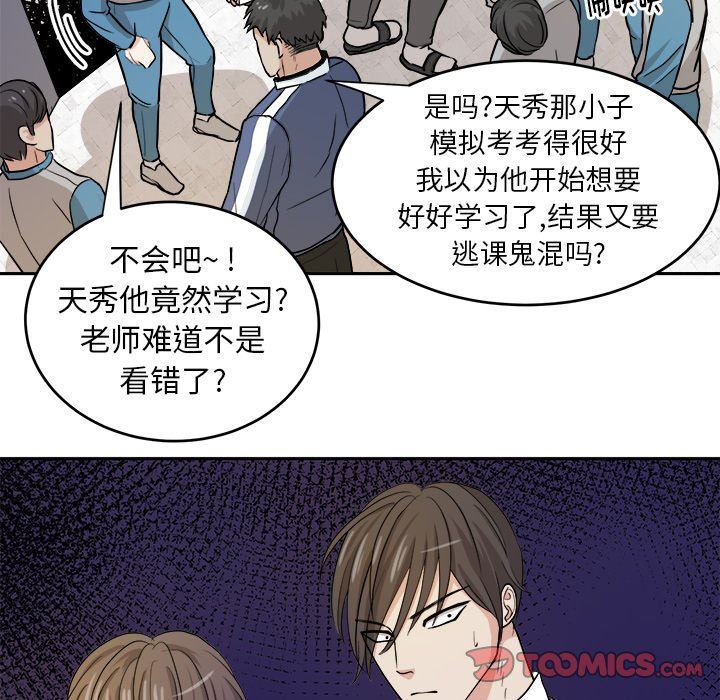 闹哄哄
是吗?天秀那小子
模拟考考得很好
我以为他开始想要
好好学习了,结果又要
逃课鬼混吗?
不会吧~!
天秀他竟然学习?
老师难道不是
看错了?
TOOMICS.COM